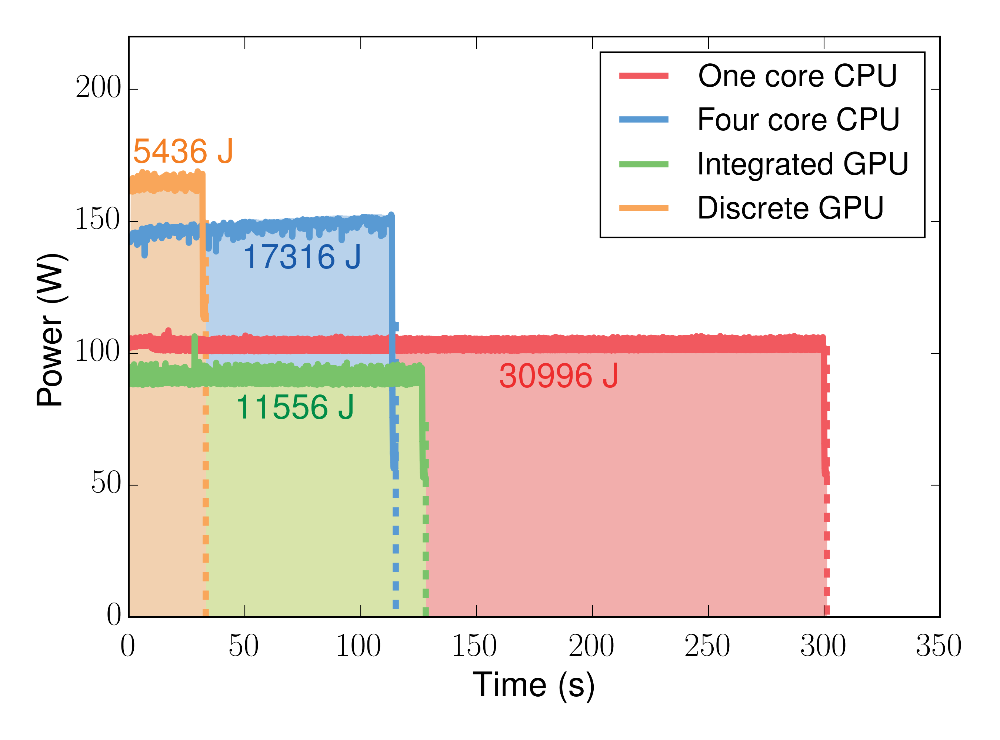 One core CPU
Four core CPU
Integrated GPU
Discrete GPU
200
150
100
50
0
Power (W)
5436 J
17316 J
11556 J
30996 J
0 50 100 150 200 250 300 350
Time (s)